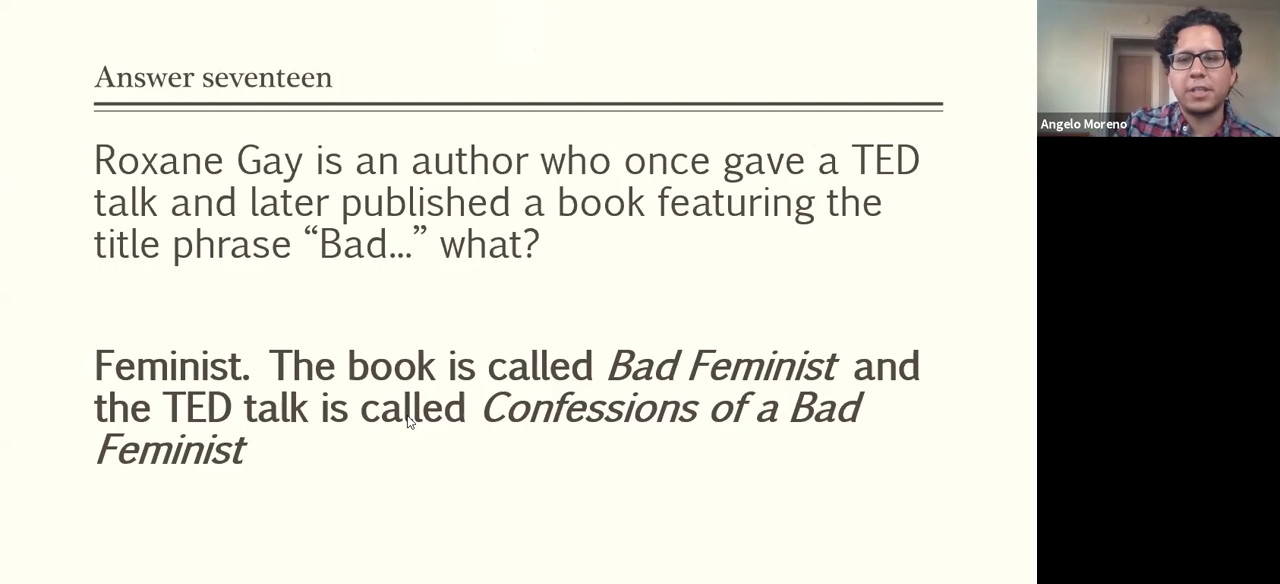 Answer seventeen
Roxane Gay is an author who once gave a TED
talk and later published a book featuring the
title phrase “Bad...” what?
Feminist.  The book is called Bad Feminist and
the TED talk is called Confessions of a Bad
Feminist
Angelo Moreno